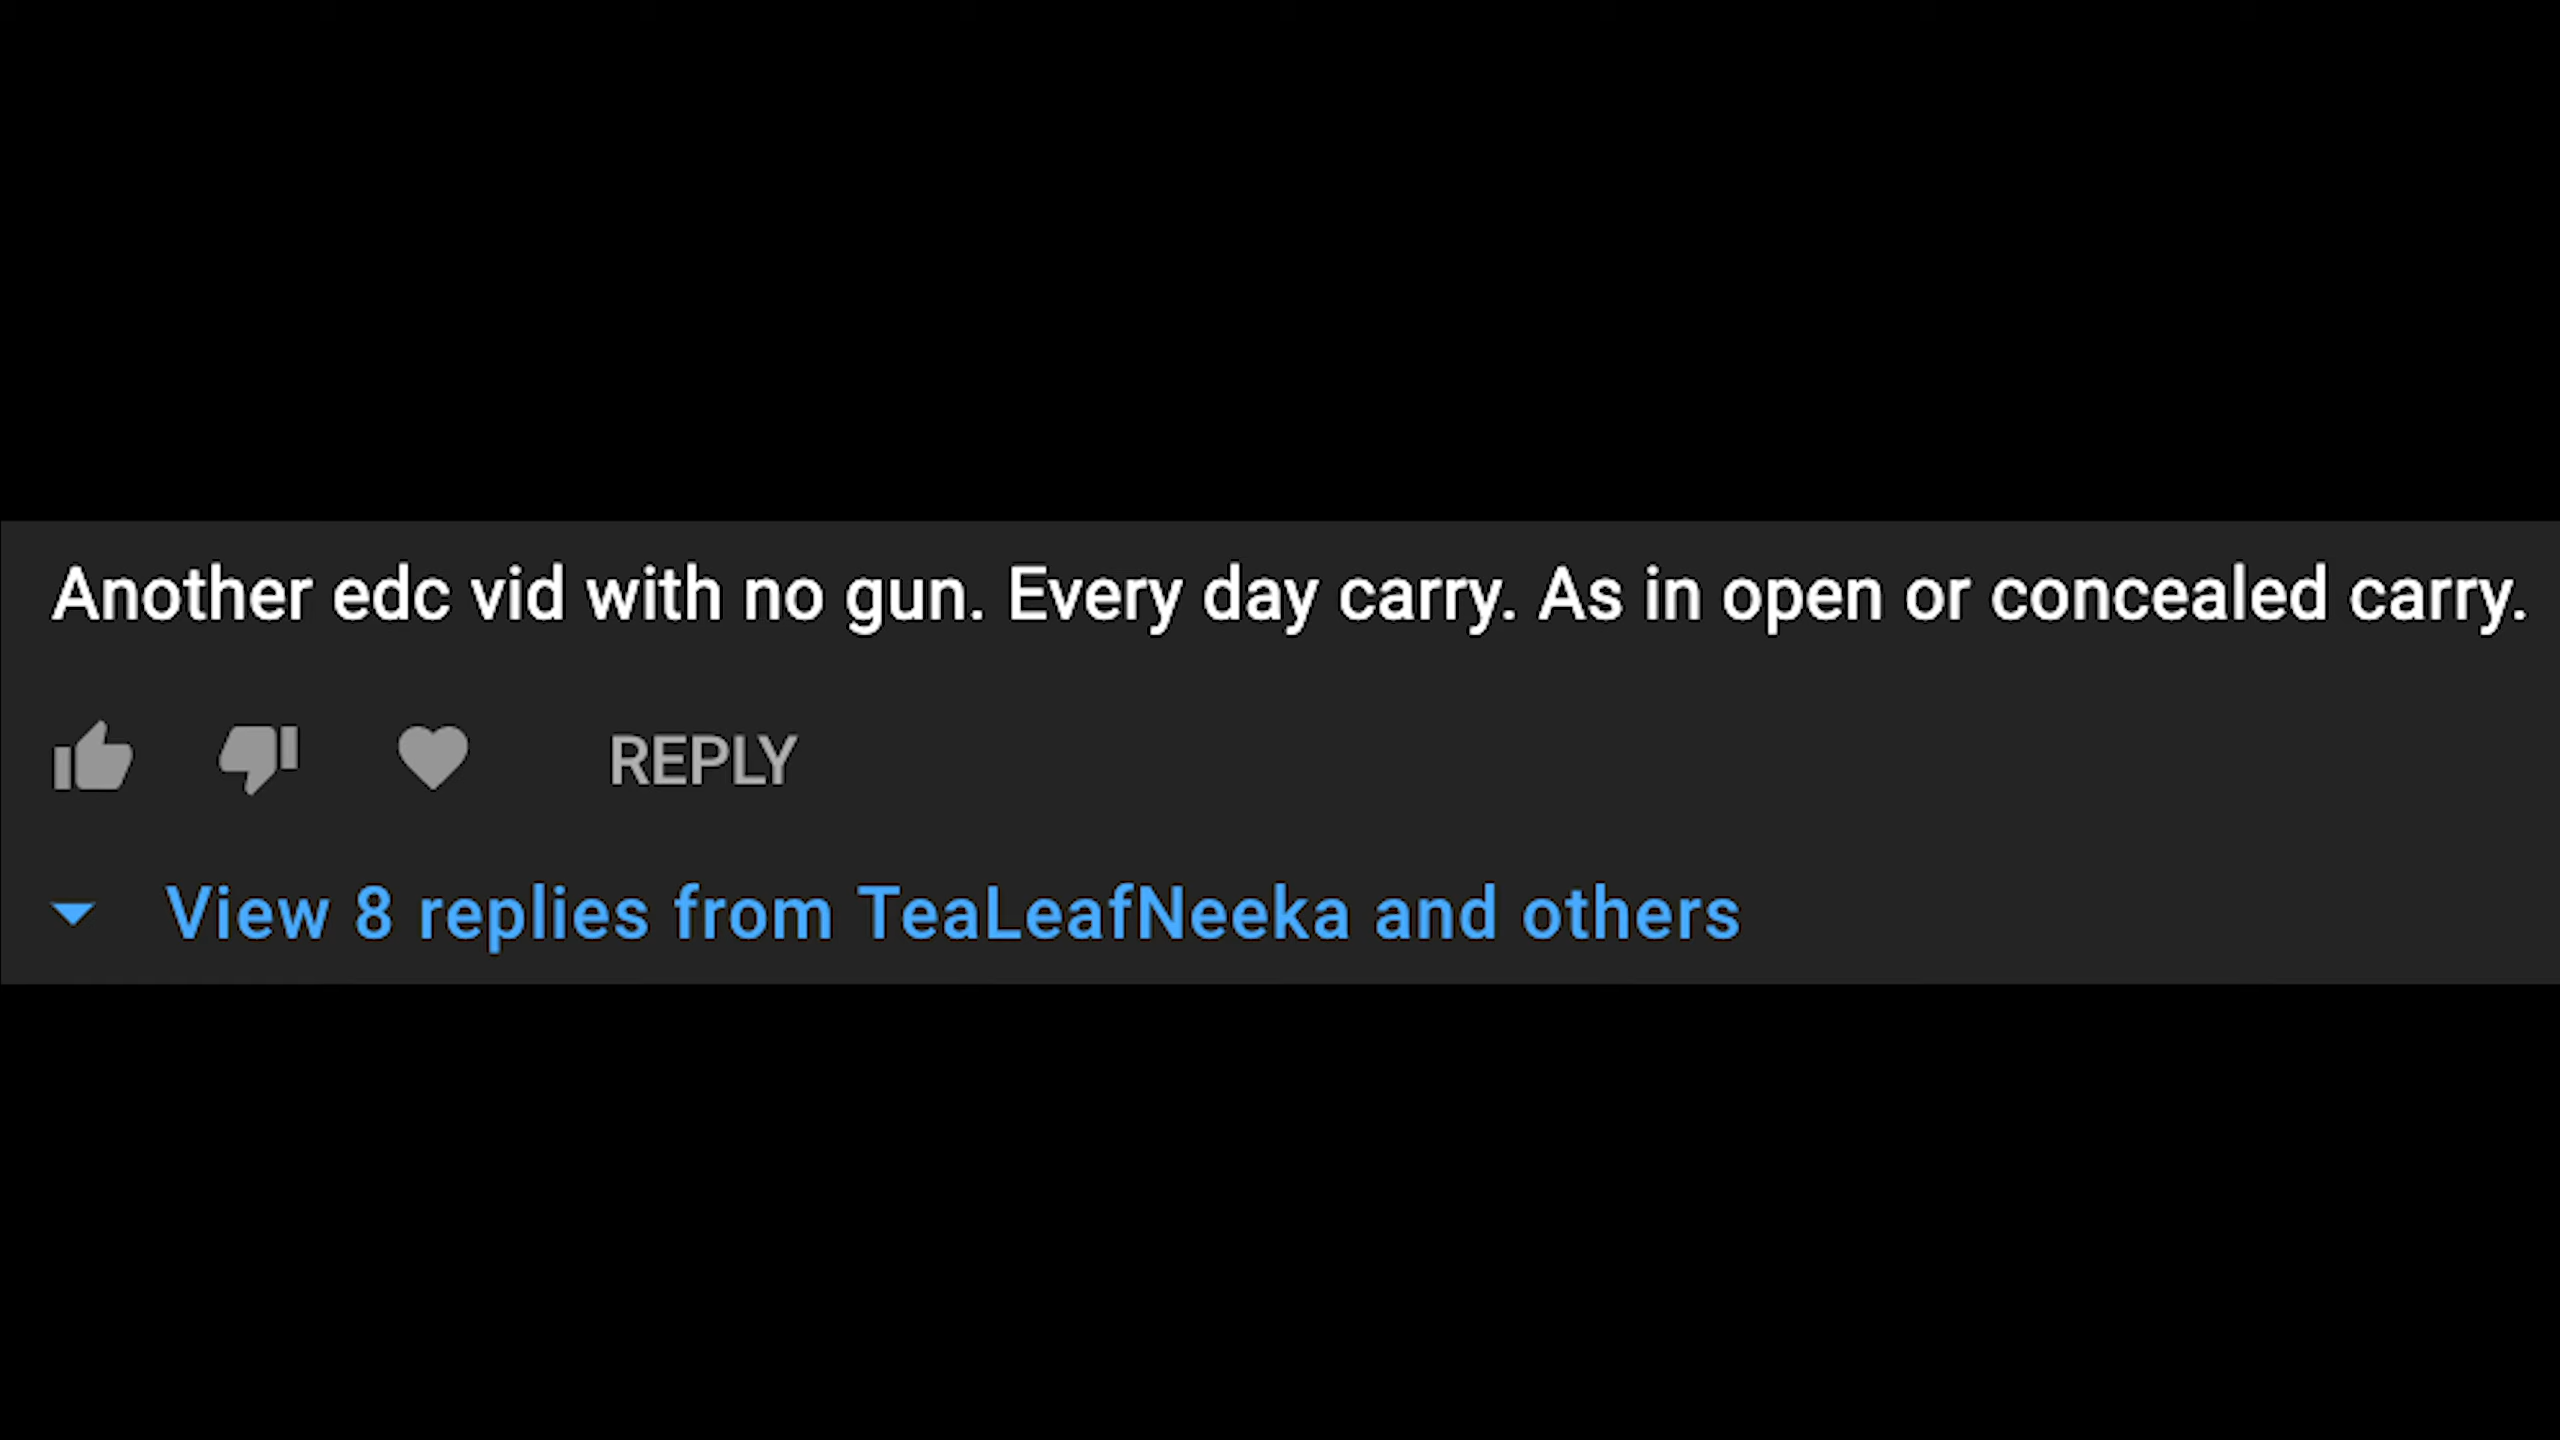 Another edc vid with no gun. Every day carry. As in open or concealed carry.
REPLY
View 8 replies from TeaLeafNeeka and others